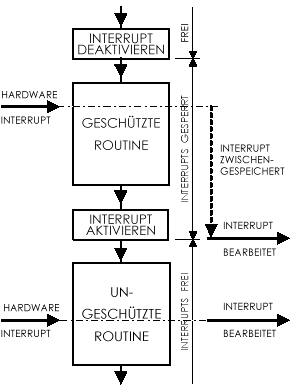 INTERRUPT
DEAKTIVIEREN
FREI
HARDWARE
INTERRUPT
GESCHÜTZTE
ROUTINE
INTERRUPTS GESPERRT
INTERRUPT
ZWISCHEN-
GESPEICHERT
INTERRUPT
AKTIVIEREN
INTERRUPT
BEARBEITET
UN-
GESCHÜTZTE
ROUTINE
HARDWARE
INTERRUPT
INTERRUPTS FREI
INTERRUPT
BEARBEITET